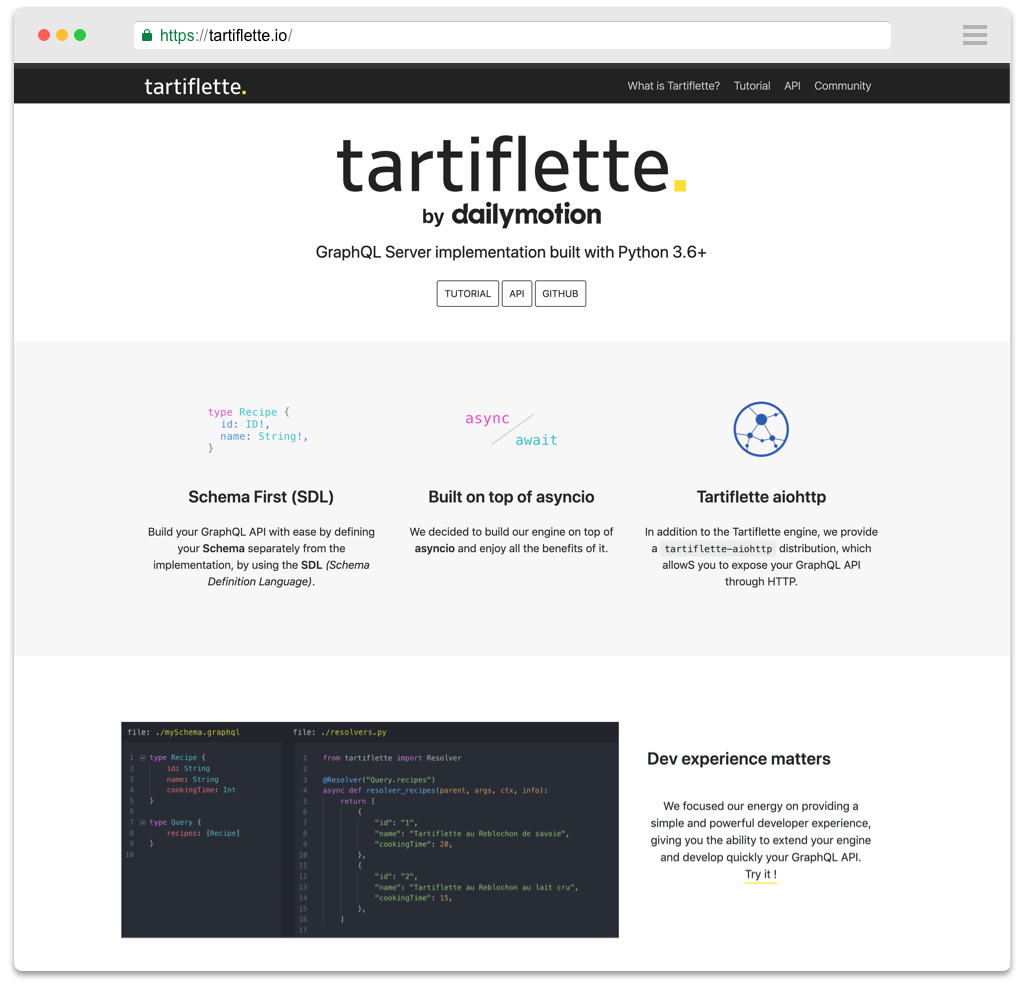 https://tartiflette.io/
tartiflette.
What is Tartiflette? Tutorial API Community
tartiflette.
by dailymotion
GraphQL Server implementation built with Python 3.6+
TUTORIAL API GITHUB
type Recipe {
id: ID!,
name: String!,
}
Schema First (SDL)
Build your GraphQL API with ease by defining
your Schema separately from the
implementation, by using the SDL (Schema
Definition Language).
async
await
Built on top of asyncio
We decided to build our engine on top of
asyncio and enjoy all the benefits of it.
Tartiflette aiohttp
In addition to the Tartiflette engine, we provide
a tartiflette-aiohttp distribution, which
allowS you to expose your GraphQL API
through HTTP.
file: ./mySchema.graphql
1 type Recipe {
2 id: String
3 name: String
4 cookingTime: Int
5 }
6
7 type Query {
8 recipes: [Recipe]
9 }
10
file: ./resolvers.py
1 from tartiflette import Resolver
2
3 @Resolver("Query.recipes")
4 async def resolver_recipes(parent, args, ctx, info):
5 return [
6 {
7 "id": "1",
8 "name": "Tartiflette au Reblochon de savoie",
9 "cookingTime": 20,
10 },
11 {
12 "id": "2",
13 "name": "Tartiflette au Reblochon au lait cru",
14 "cookingTime": 15,
15 },
16 ]
17
Dev experience matters
We focused our energy on providing a
simple and powerful developer experience,
giving you the ability to extend your engine
and develop quickly your GraphQL API.
Try it !